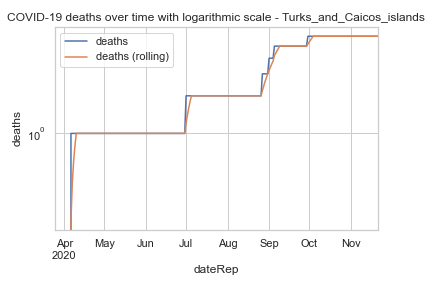 COVID-19 deaths over time with logarithmic scale - Turks_and_Caicos_islands
deaths
deaths (rolling)
deaths
10⁰
Apr May Jun Jul Aug Sep Oct Nov
2020
dateRep